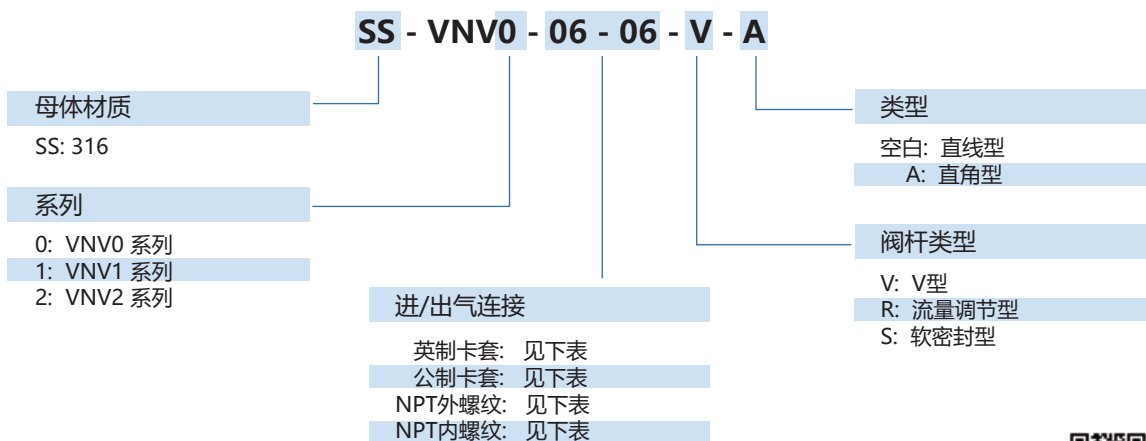 SS - VNV0 - 06 - 06 - V - A
母体材质
SS: 316
系列
0: VNV0 系列
1: VNV1 系列
2: VNV2 系列
进/出气连接
英制卡套: 见下表
公制卡套: 见下表
NPT外螺纹: 见下表
NPT内螺纹: 见下表
类型
空白: 直线型
A: 直角型
阀杆类型
V: V型
R: 流量调节型
S: 软密封型